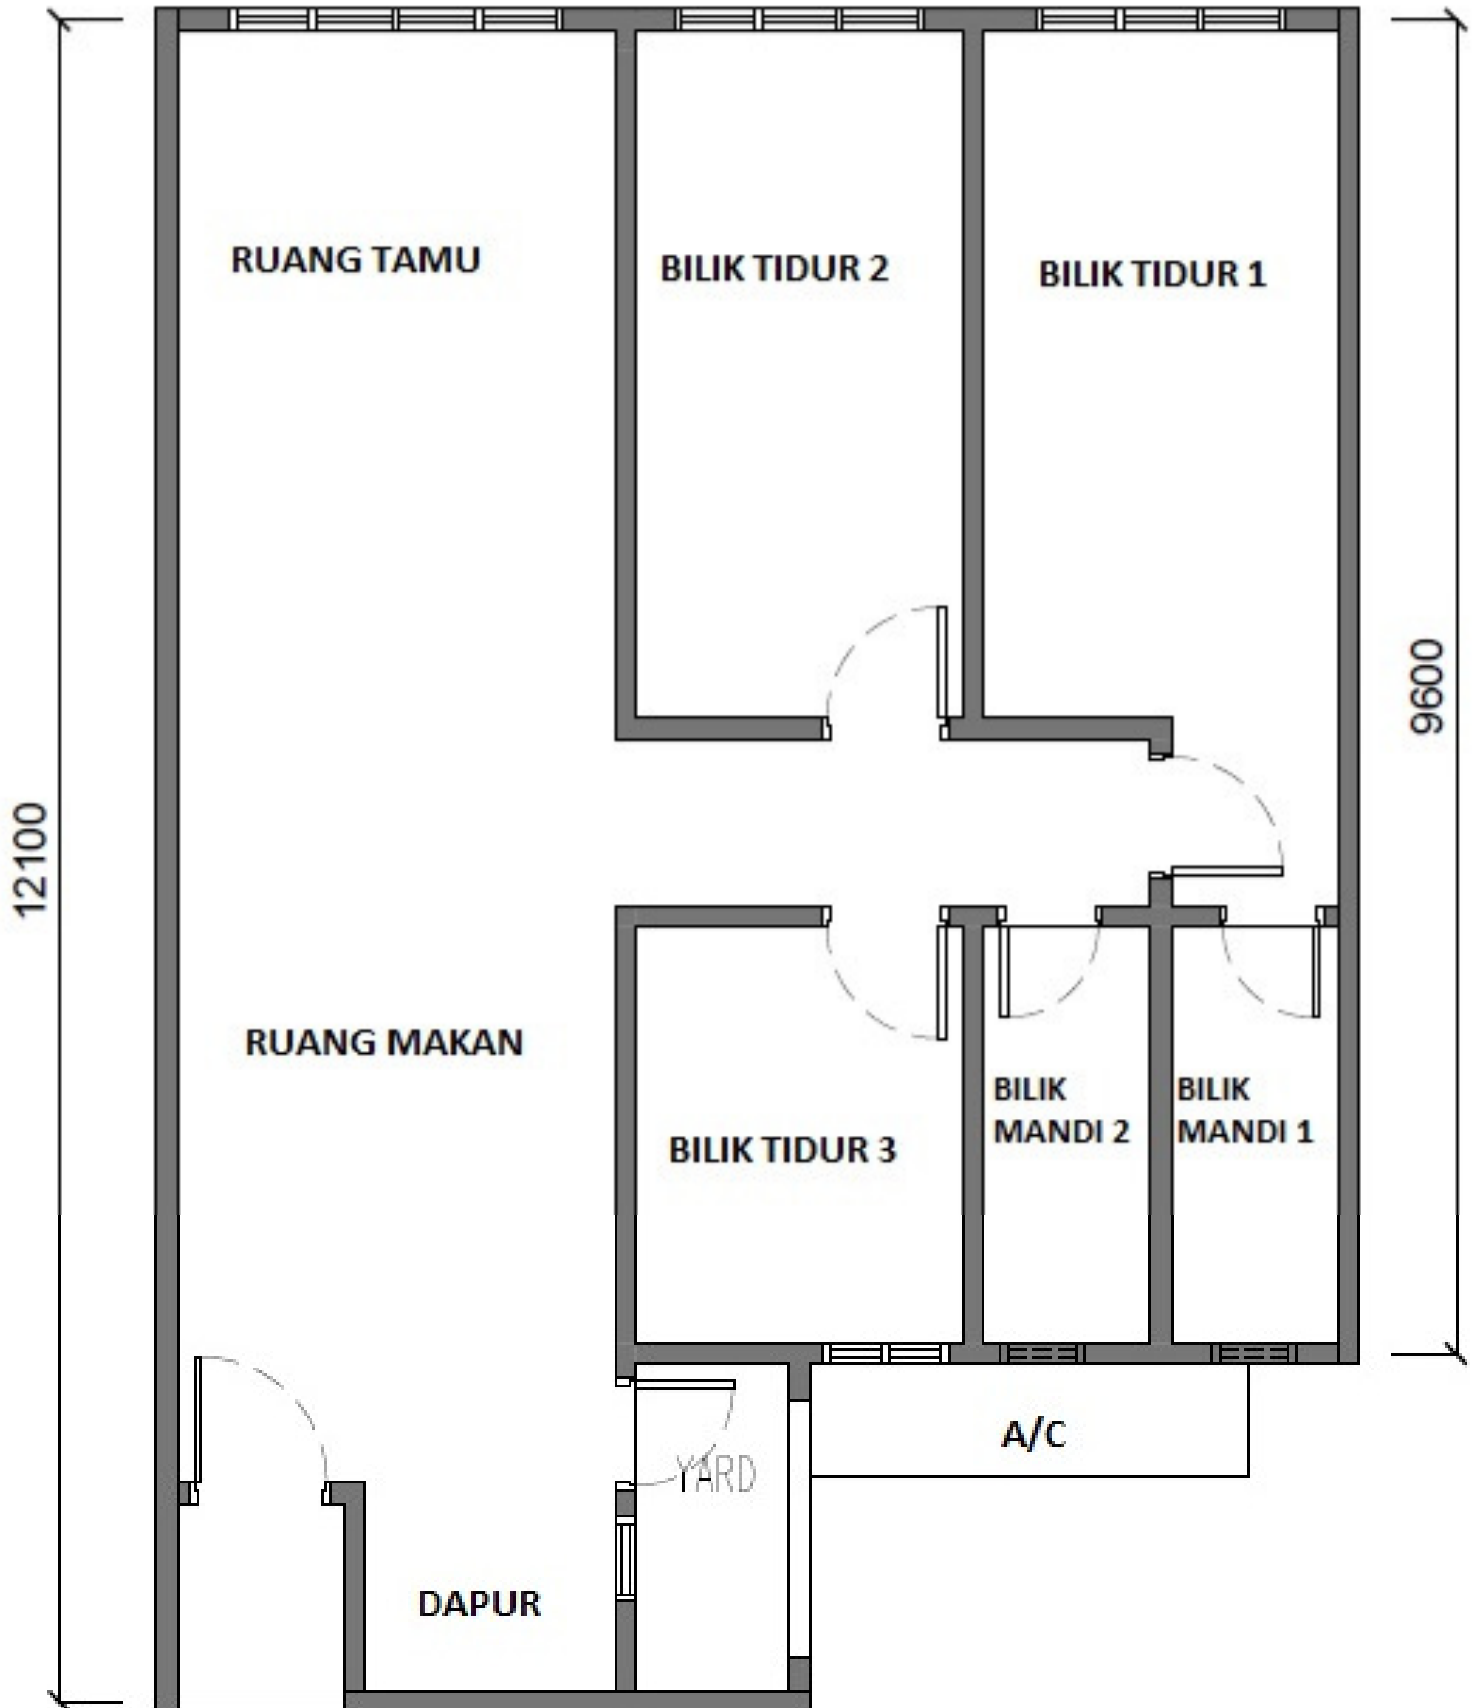 RUANG TAMU
BILIK TIDUR 2
BILIK TIDUR 1
9600
12100
RUANG MAKAN
BILIK
MANDI 2
BILIK
MANDI 1
BILIK TIDUR 3
A/C
YARD
DAPUR